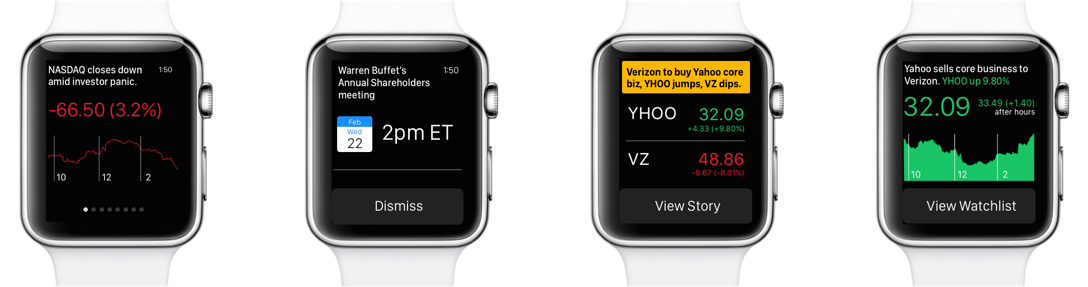 NASDAQ closes down
amid investor panic.
1:50
-66.50 (3.2%)
10
12
2
Warren Buffet's
Annual Shareholders
meeting
1:50
Feb
Wed
22
2pm ET
Dismiss
Verizon to buy Yahoo core
biz, YHOO jumps, VZ dips.
YHOO
32.09
+4.33 (+9.80%)
VZ
48.86
-5.67 (-8.01%)
View Story
Yahoo sells core business to
Verizon. YHOO up 9.80%
32.09
33.49 (+1.40)
after hours
10
12
2
View Watchlist